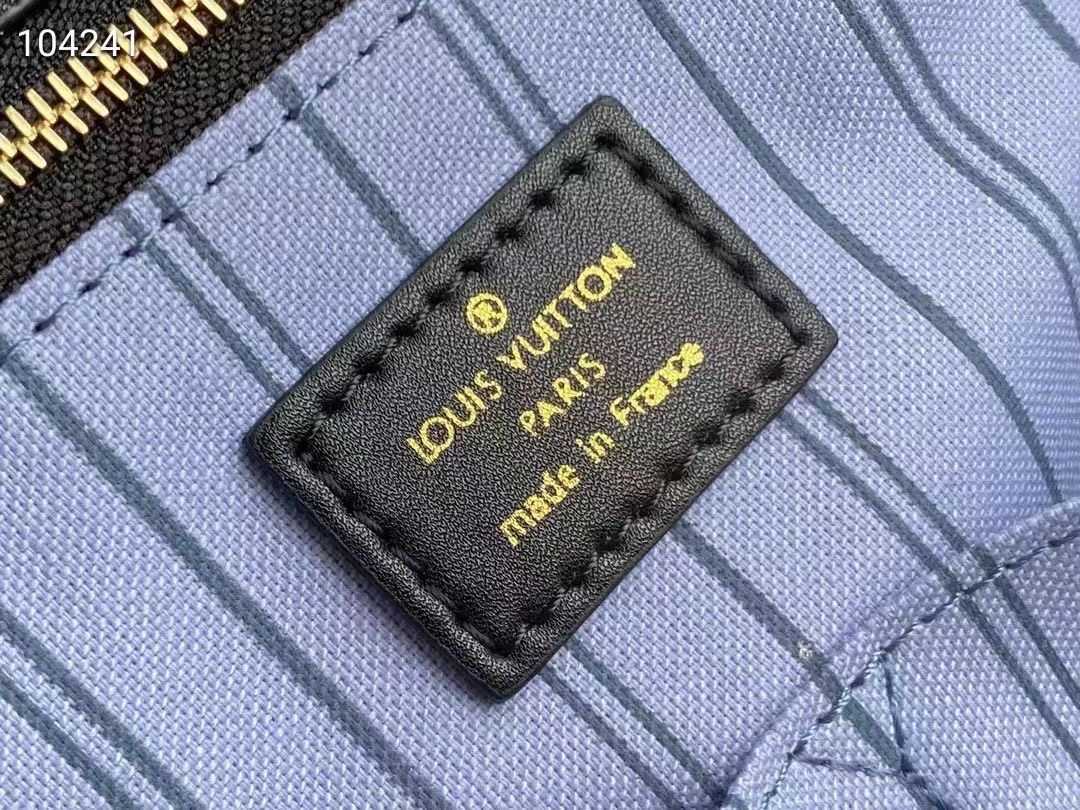 104241
®
LOUIS VUITTON
PARIS
made in France